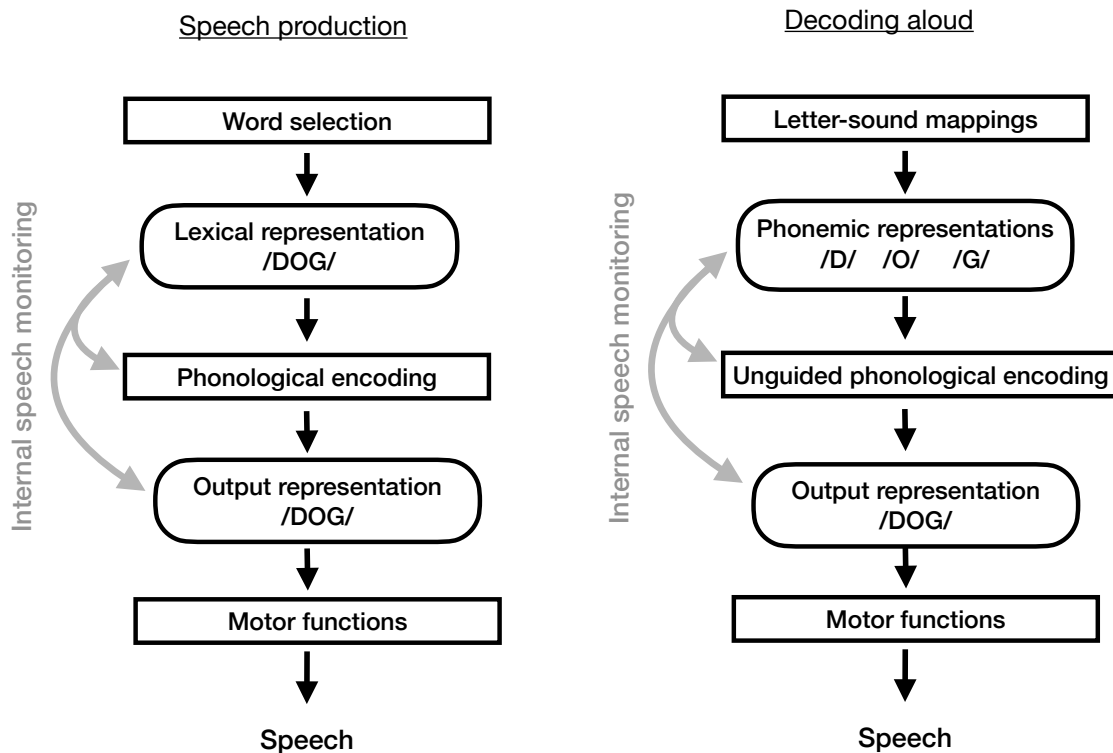 Speech production
Word selection
Lexical representation
/DOG/
Phonological encoding
Output representation
/DOG/
Motor functions
Speech
Internal speech monitoring
Decoding aloud
Letter-sound mappings
Phonemic representations
/D/ /O/ /G/
Unguided phonological encoding
Output representation
/DOG/
Motor functions
Speech
Internal speech monitoring